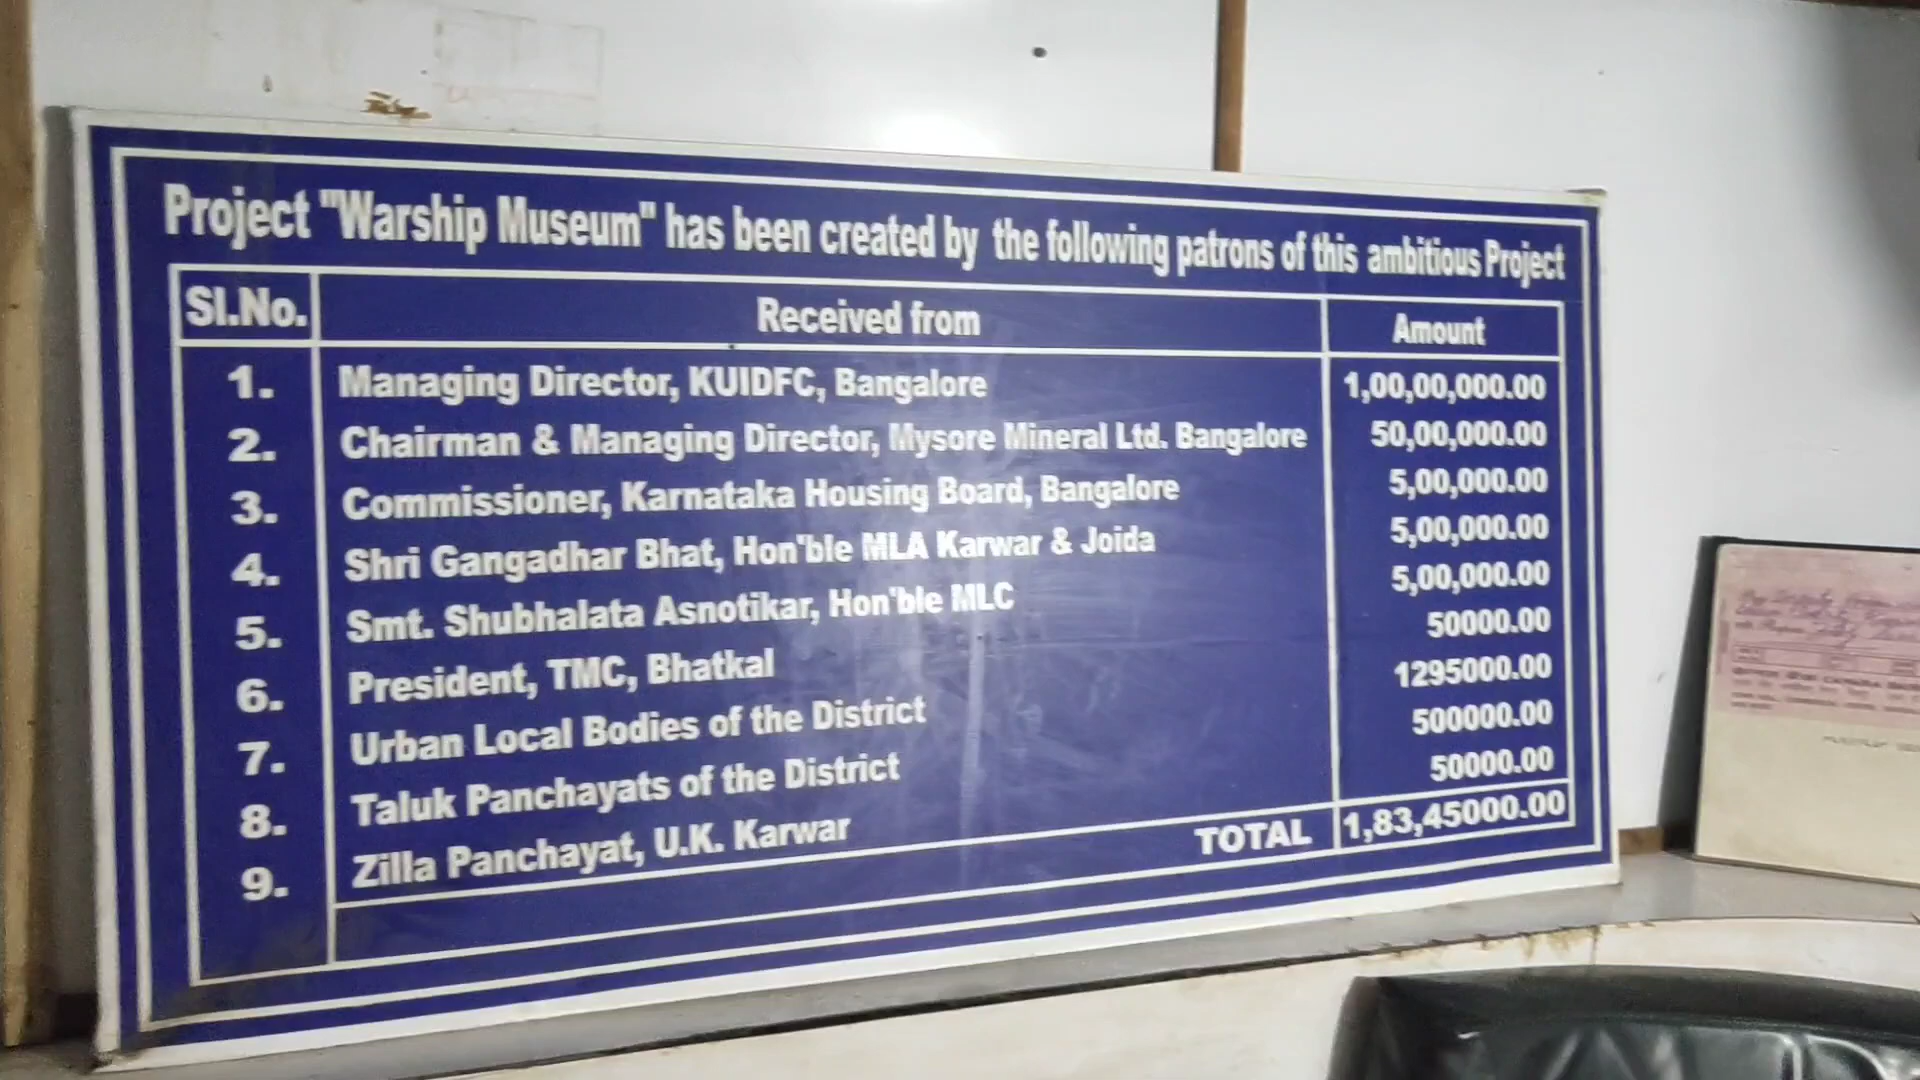 Project "Warship Museum" has been created by the following patrons of this ambitious Project
Sl.No. Received from Amount
1. Managing Director, KUIDFC, Bangalore 1,00,00,000.00
2. Chairman & Managing Director, Mysore Mineral Ltd. Bangalore 50,00,000.00
3. Commissioner, Karnataka Housing Board, Bangalore 5,00,000.00
4. Shri Gangadhar Bhat, Hon'ble MLA Karwar & Joida 5,00,000.00
5. Smt. Shubhalata Asnotikar, Hon'ble MLC 5,00,000.00
6. President, TMC, Bhatkal 50000.00
7. Urban Local Bodies of the District 1295000.00
8. Taluk Panchayats of the District 500000.00
9. Zilla Panchayat, U.K. Karwar 50000.00
TOTAL 1,83,45000.00